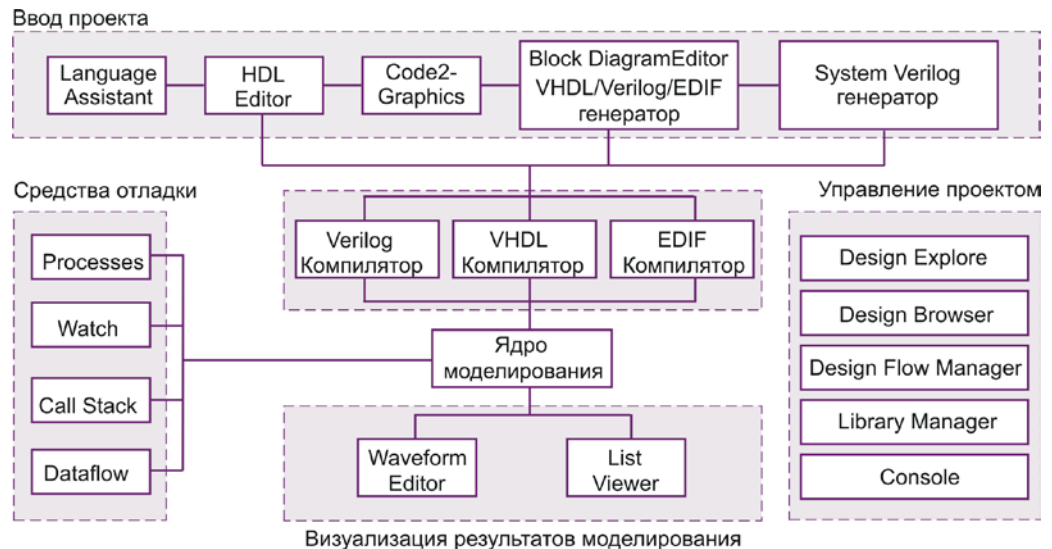 Ввод проекта
Language
Assistant
HDL
Editor
Code2-
Graphics
Block DiagramEditor
VHDL/Verilog/EDIF
генератор
System Verilog
генератор
Средства отладки
Processes
Watch
Call Stack
Dataflow
Verilog
Компилятор
VHDL
Компилятор
EDIF
Компилятор
Ядро
моделирования
Waveform
Editor
List
Viewer
Визуализация результатов моделирования
Управление проектом
Design Explore
Design Browser
Design Flow Manager
Library Manager
Console